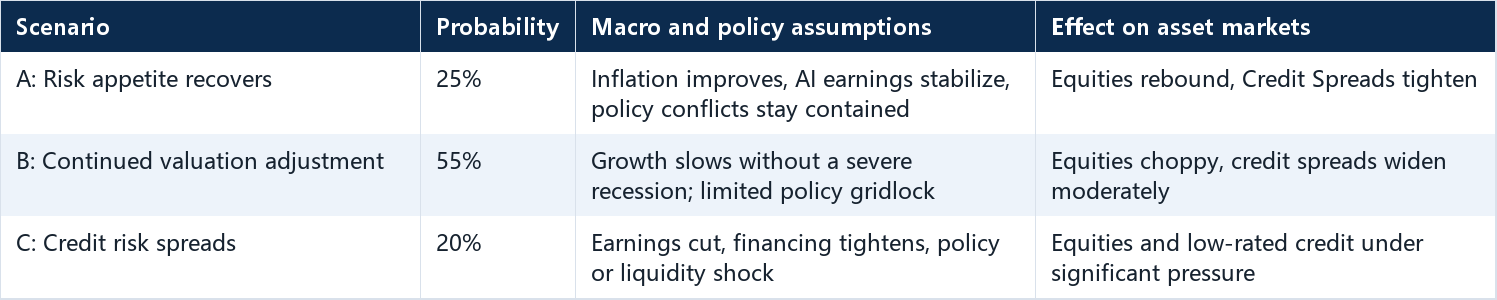 Scenario Probability Macro and policy assumptions Effect on asset markets
A: Risk appetite recovers 25% Inflation improves, AI earnings stabilize, Equities rebound, Credit Spreads tighten
policy conflicts stay contained
B: Continued valuation adjustment 55% Growth slows without a severe Equities choppy, credit spreads widen
recession; limited policy gridlock moderately
C: Credit risk spreads 20% Earnings cut, financing tightens, policy Equities and low-rated credit under
or liquidity shock significant pressure